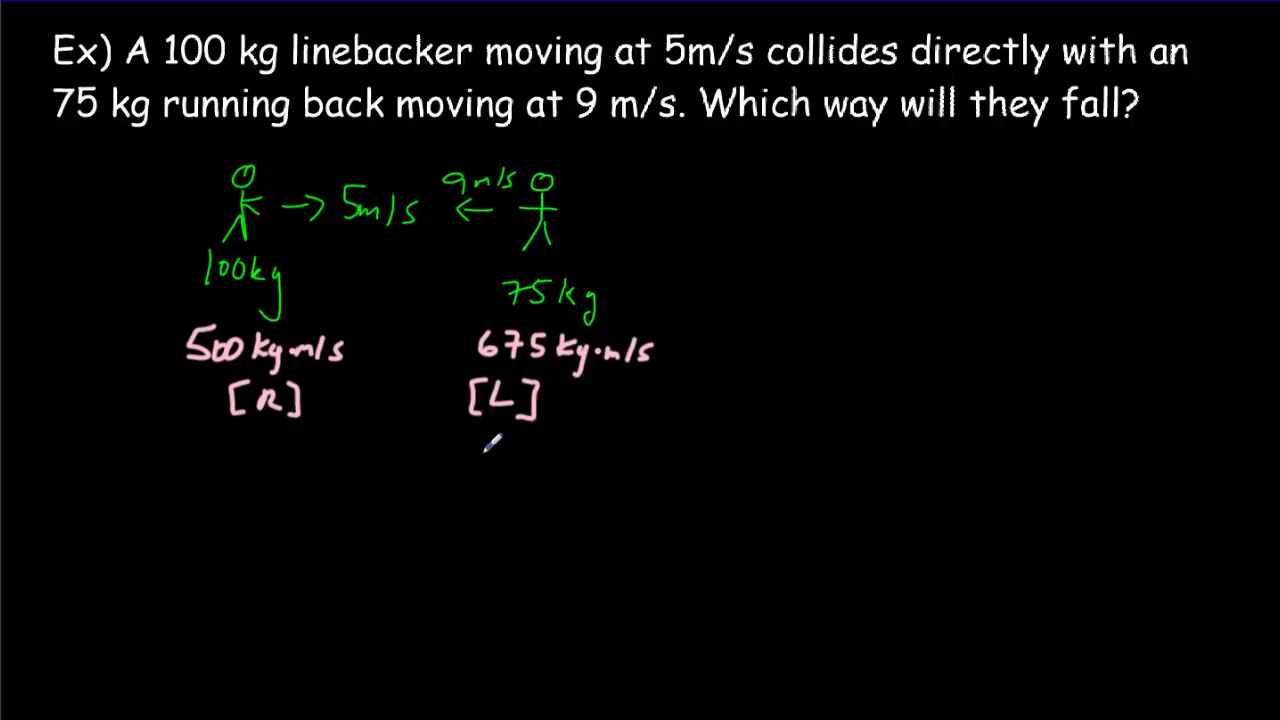 Ex) A 100 kg linebacker moving at 5m/s collides directly with an
75 kg running back moving at 9 m/s. Which way will they fall?
→ 5m/s
9m/s
←
100kg
75kg
500 kg·m/s
675 kg·m/s
[R]
[L]